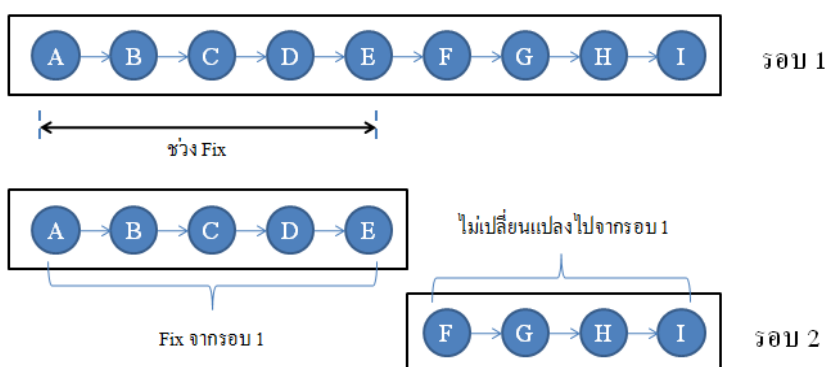 A B C D E F G H I รอบ 1
ช่วง Fix
A B C D E
ไม่เปลี่ยนแปลงไปจากรอบ 1
Fix จากรอบ 1
F G H I รอบ 2